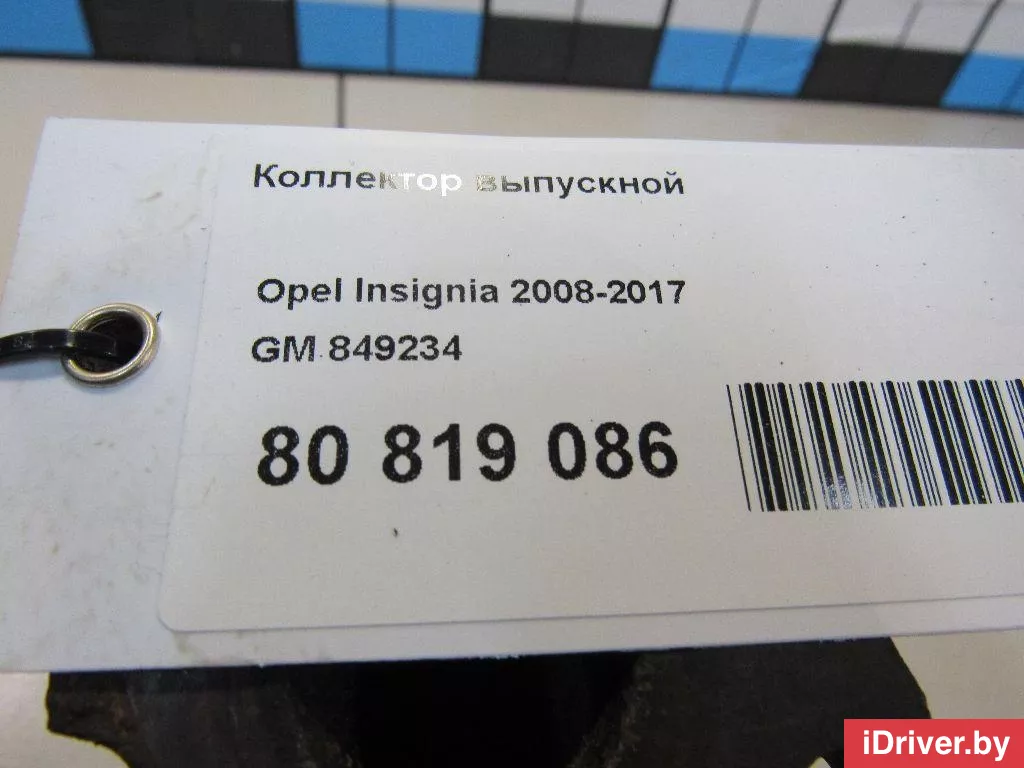 Коллектор выпускной
Opel Insignia 2008-2017
GM 849234
80 819 086
iDriver.by